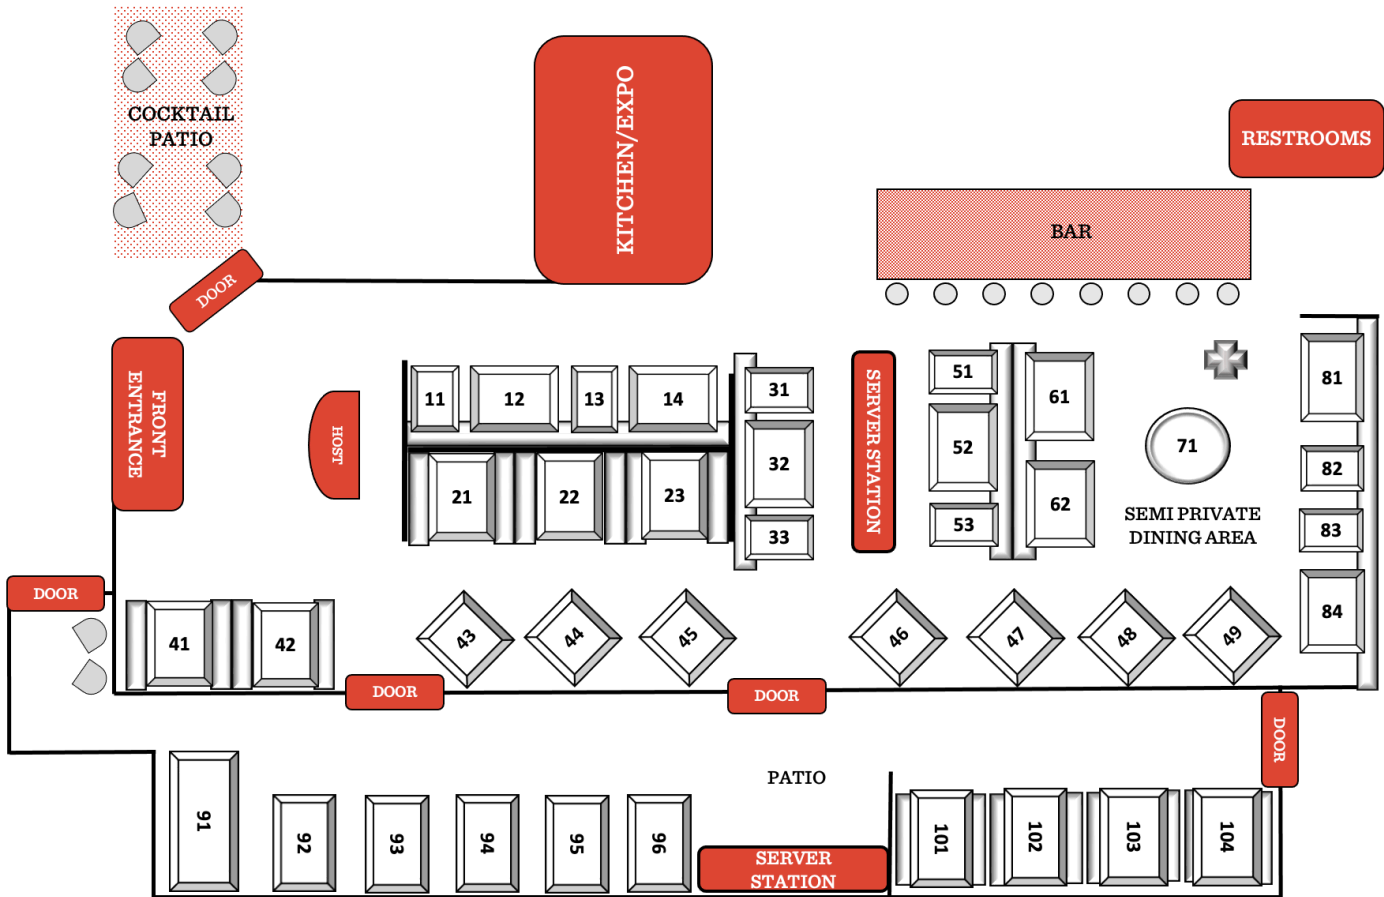 COCKTAIL
PATIO
KITCHEN/EXPO
RESTROOMS
BAR
DOOR
FRONT
ENTRANCE
HOST
11
12
13
14
21
22
23
31
32
33
SERVER STATION
51
52
53
61
62
71
SEMI PRIVATE
DINING AREA
81
82
83
84
DOOR
41
42
43
44
45
46
47
48
49
DOOR
DOOR
DOOR
PATIO
91
92
93
94
95
96
SERVER
STATION
101
102
103
104